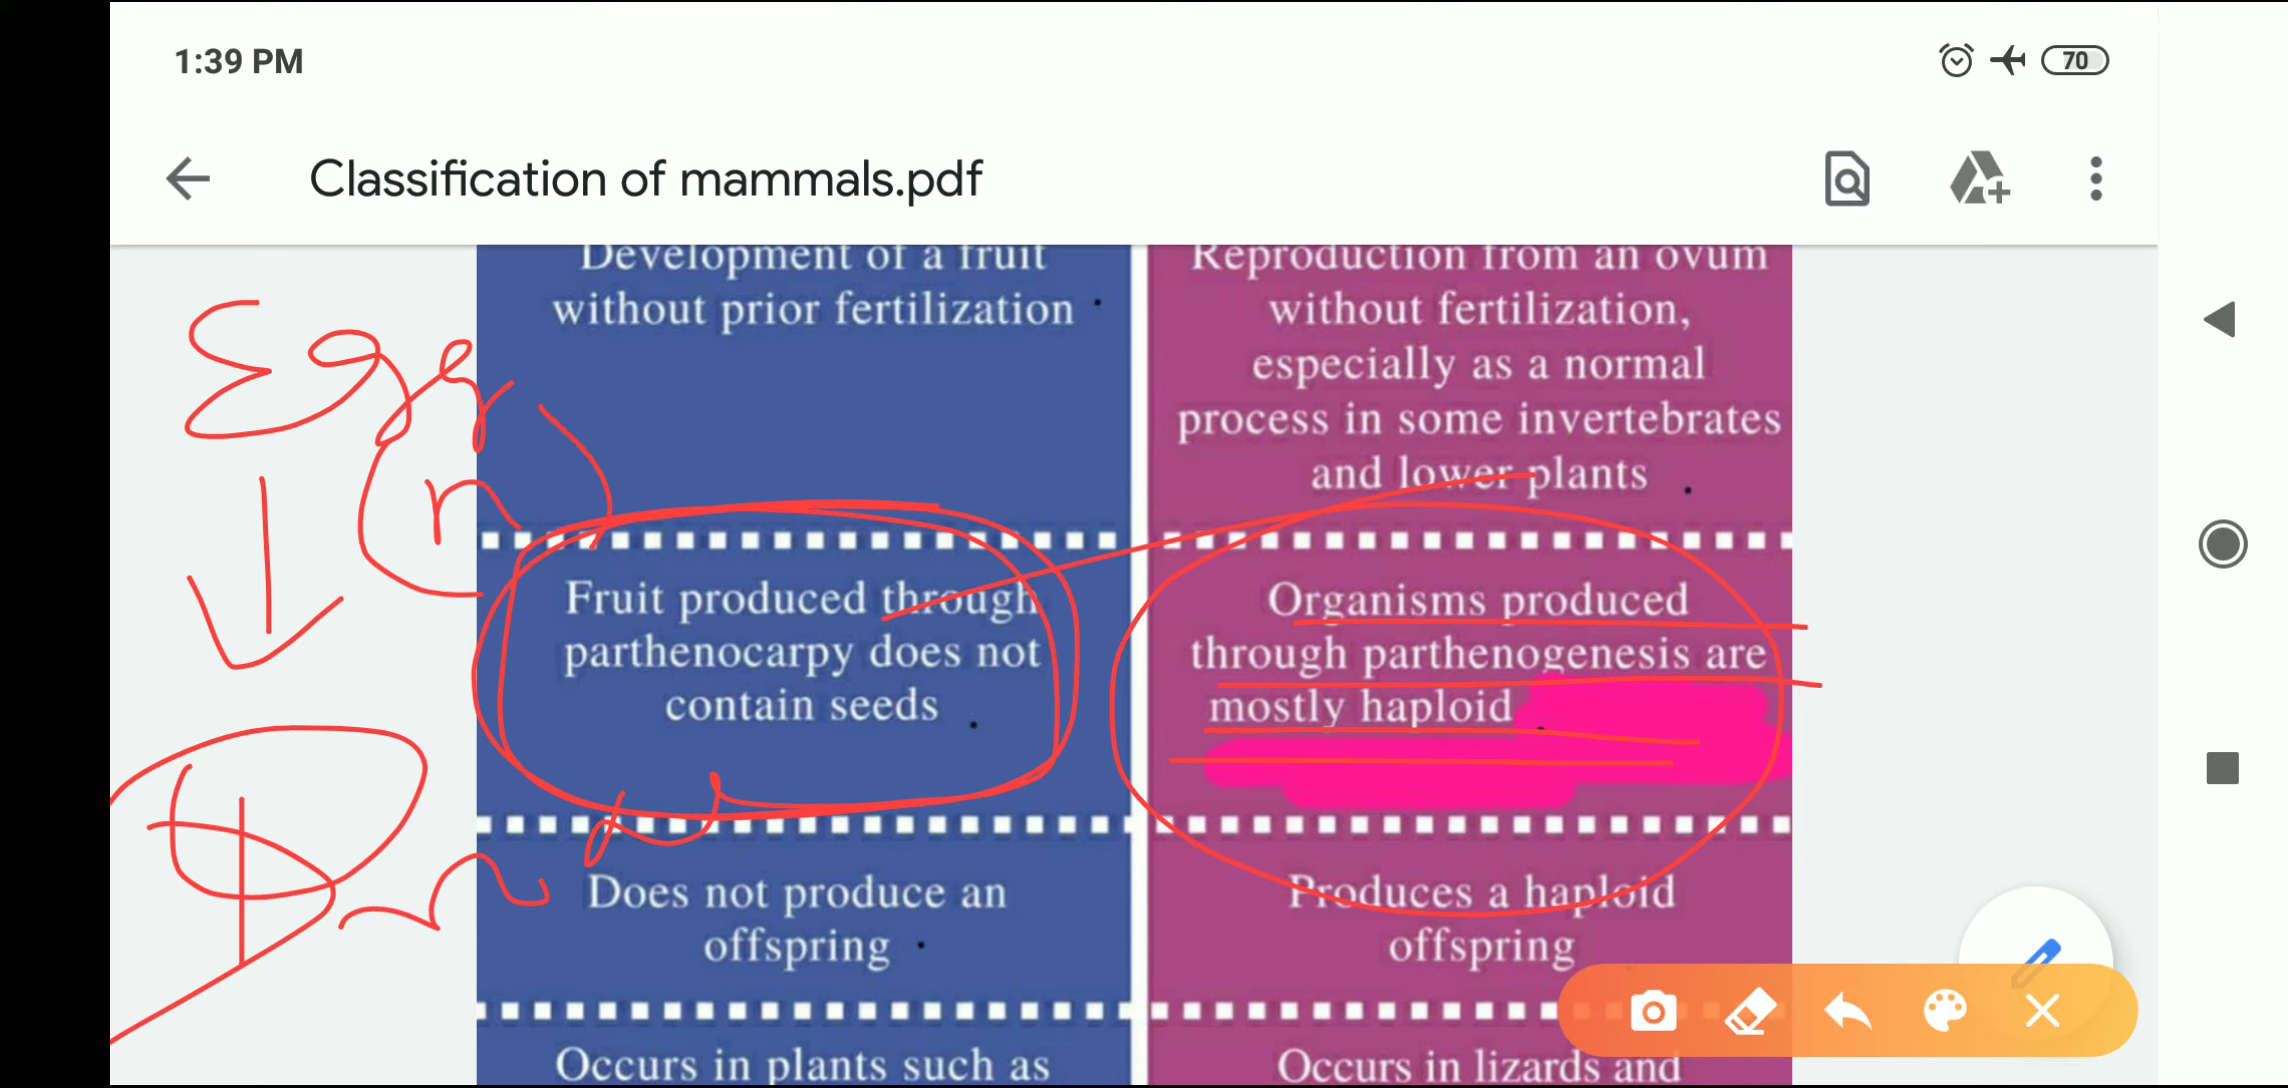 1:39 PM
70
Classification of mammals.pdf
Development of a fruit
without prior fertilization
Reproduction from an ovum
without fertilization,
especially as a normal
process in some invertebrates
and lower plants
Fruit produced through
parthenocarpy does not
contain seeds
Organisms produced
through parthenogenesis are
mostly haploid
Does not produce an
offspring
Produces a haploid
offspring
Occurs in plants such as
Occurs in lizards and